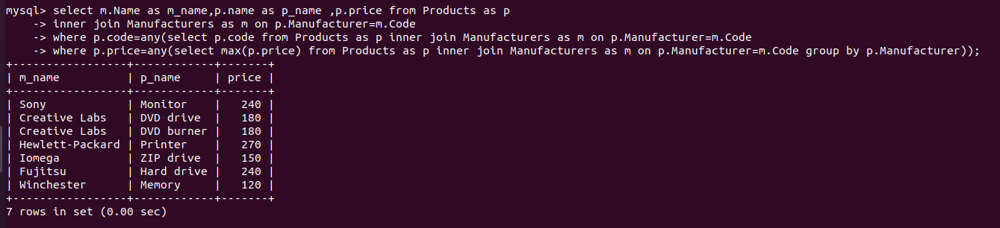 mysql> select m.Name as m_name,p.name as p_name ,p.price from Products as p
    -> inner join Manufacturers as m on p.Manufacturer=m.Code
    -> where p.code=any(select p.code from Products as p inner join Manufacturers as m on p.Manufacturer=m.Code
    -> where p.price=any(select max(p.price) from Products as p inner join Manufacturers as m on p.Manufacturer=m.Code group by p.Manufacturer));
+-----------------+------------+-------+
| m_name          | p_name     | price |
+-----------------+------------+-------+
| Sony            | Monitor    |   240 |
| Creative Labs   | DVD drive  |   180 |
| Creative Labs   | DVD burner |   180 |
| Hewlett-Packard | Printer    |   270 |
| Iomega          | ZIP drive  |   150 |
| Fujitsu         | Hard drive |   240 |
| Winchester      | Memory     |   120 |
+-----------------+------------+-------+
7 rows in set (0.00 sec)